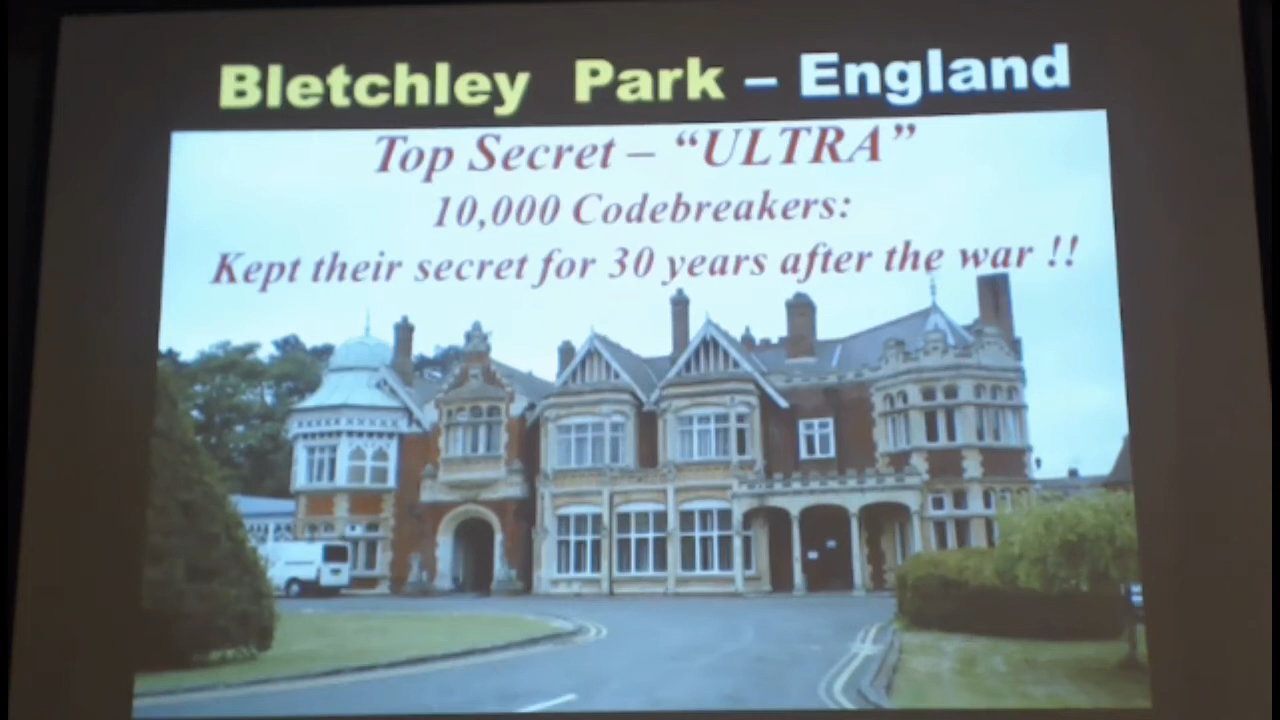 Bletchley Park – England
Top Secret – “ULTRA”
10,000 Codebreakers:
Kept their secret for 30 years after the war !!